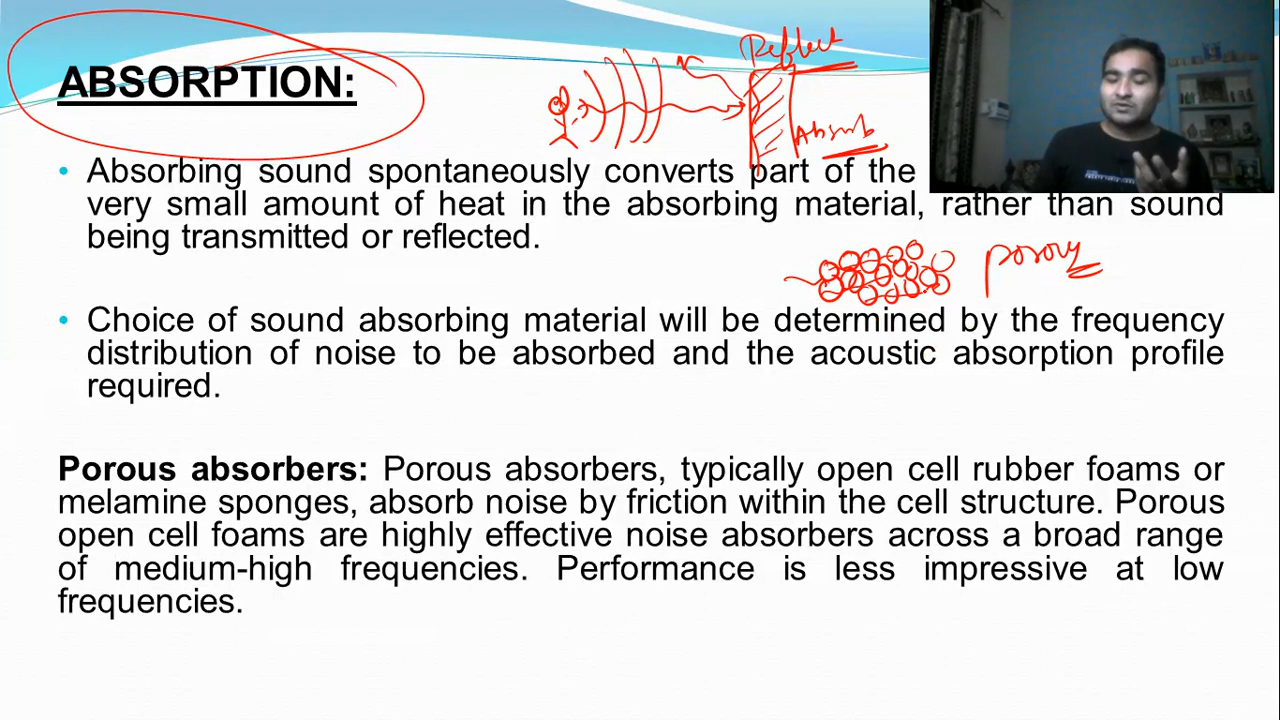 ABSORPTION:
Reflect
Absorb
• Absorbing sound spontaneously converts part of the
very small amount of heat in the absorbing material, rather than sound
being transmitted or reflected.
porous
• Choice of sound absorbing material will be determined by the frequency
distribution of noise to be absorbed and the acoustic absorption profile
required.
Porous absorbers: Porous absorbers, typically open cell rubber foams or
melamine sponges, absorb noise by friction within the cell structure. Porous
open cell foams are highly effective noise absorbers across a broad range
of medium-high frequencies. Performance is less impressive at low
frequencies.